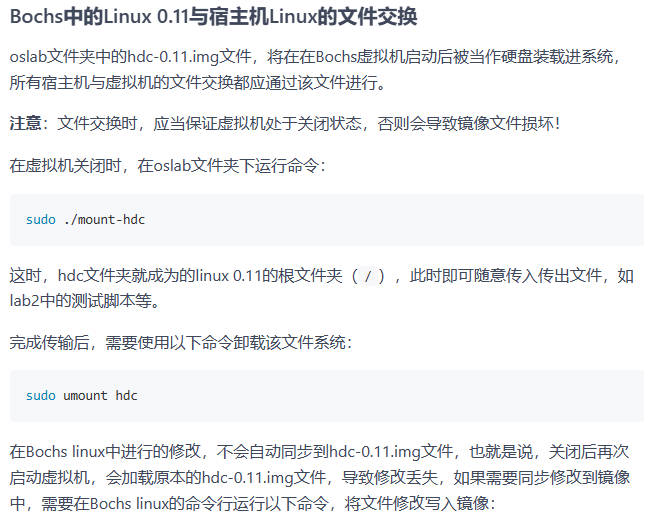 Bochs中的Linux 0.11与宿主机Linux的文件交换
oslab文件夹中的hdc-0.11.img文件，将在在Bochs虚拟机启动后被当作硬盘装载进系统，
所有宿主机与虚拟机的文件交换都应通过该文件进行。
注意：文件交换时，应当保证虚拟机处于关闭状态，否则会导致镜像文件损坏！
在虚拟机关闭时，在oslab文件夹下运行命令：
sudo ./mount-hdc
这时，hdc文件夹就成为的linux 0.11的根文件夹（ / ），此时即可随意传入传出文件，如
lab2中的测试脚本等。
完成传输后，需要使用以下命令卸载该文件系统：
sudo umount hdc
在Bochs linux中进行的修改，不会自动同步到hdc-0.11.img文件，也就是说，关闭后再次
启动虚拟机，会加载原本的hdc-0.11.img文件，导致修改丢失，如果需要同步修改到镜像
中，需要在Bochs linux的命令行运行以下命令，将文件修改写入镜像：